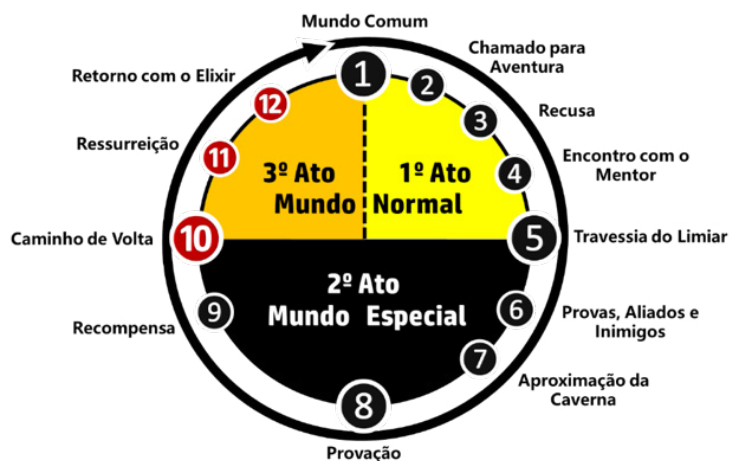 Mundo Comum
1
Chamado para
Aventura
2
Recusa
3
Encontro com o
Mentor
4
Travessia do Limiar
5
Provas, Aliados e
Inimigos
6
Aproximação da
Caverna
7
Provação
8
Recompensa
9
Caminho de Volta
10
Ressurreição
11
Retorno com o Elixir
12
3º Ato 1º Ato
Mundo Normal
2º Ato
Mundo Especial